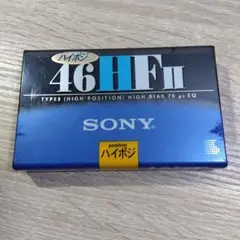 ハイポジ
46HFII
TYPE II (HIGH POSITION) HIGH BIAS 70 μs EQ
SONY
position
ハイポジ